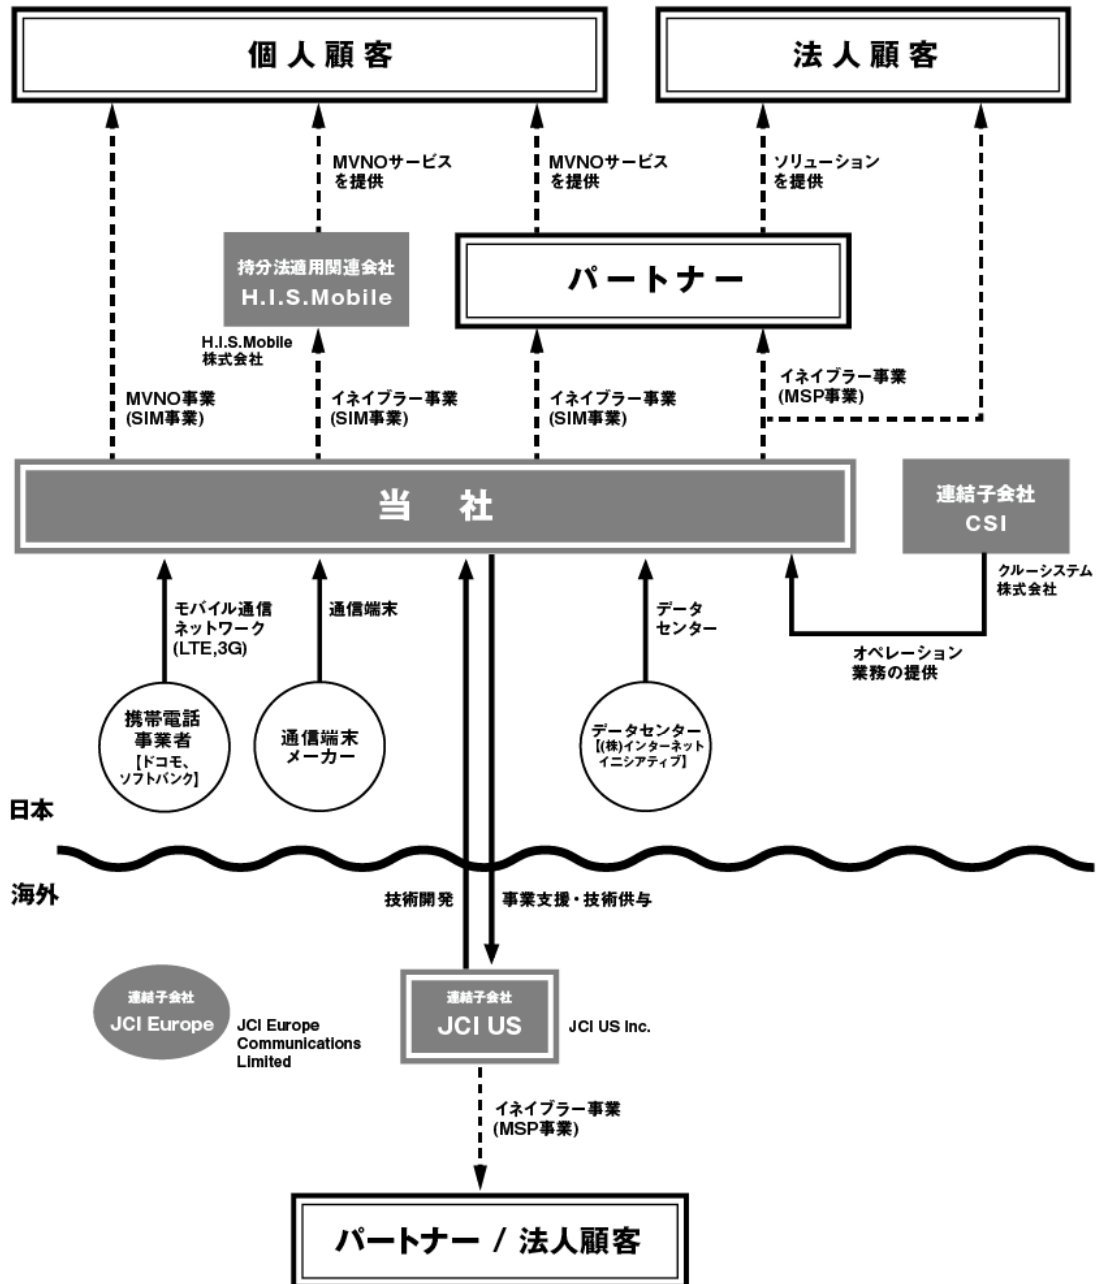 個人顧客
法人顧客
MVNOサービス
を提供
MVNOサービス
を提供
ソリューション
を提供
持分法適用関連会社
H.I.S.Mobile
H.I.S.Mobile
株式会社
パートナー
MVNO事業
(SIM事業)
イネイブラー事業
(SIM事業)
イネイブラー事業
(SIM事業)
イネイブラー事業
(MSP事業)
当 社
連結子会社
CSI
クルーシステム
株式会社
モバイル通信
ネットワーク
(LTE,3G)
通信端末
データ
センター
オペレーション
業務の提供
携帯電話
事業者
【ドコモ、
ソフトバンク】
通信端末
メーカー
データセンター
【(株)インターネット
イニシアティブ】
日本
海外
技術開発
事業支援・技術供与
連結子会社
JCI Europe
JCI Europe
Communications
Limited
連結子会社
JCI US
JCI US Inc.
イネイブラー事業
(MSP事業)
パートナー / 法人顧客